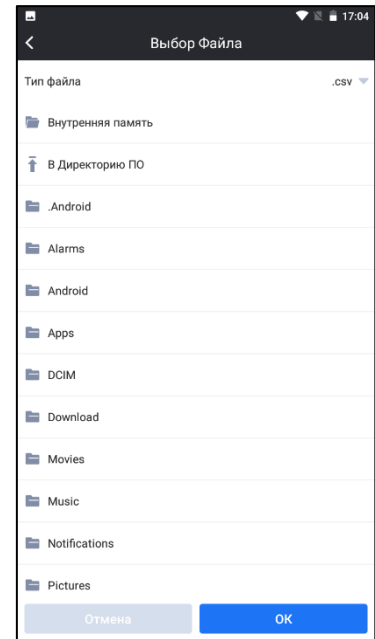 17:04
Выбор Файла
Тип файла .csv
Внутренняя память
В Директорию ПО
.Android
Alarms
Android
Apps
DCIM
Download
Movies
Music
Notifications
Pictures
Отмена OK